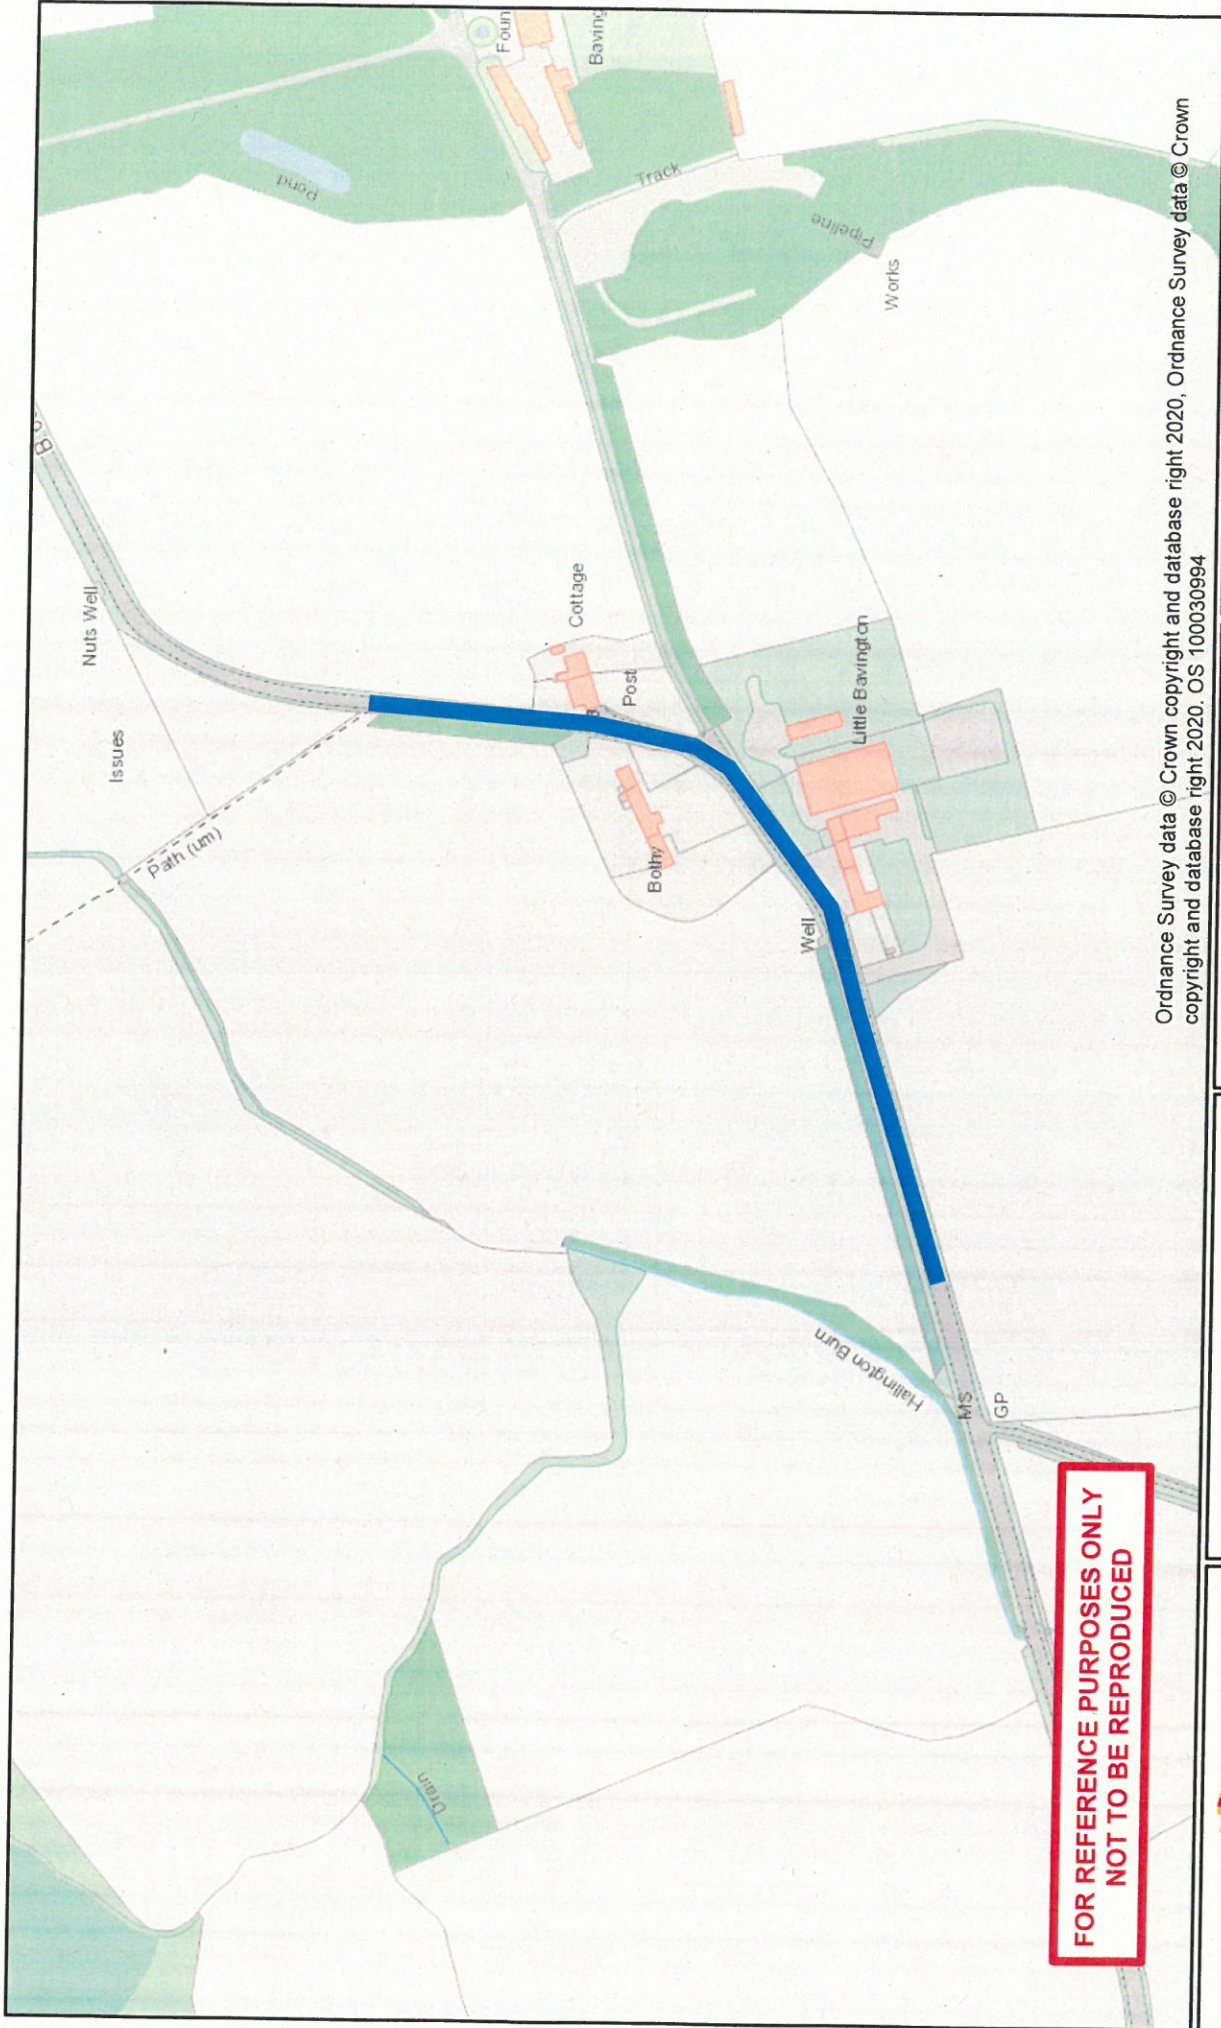 B
Nuts Well
Issues
Path (um)
Pond
Track
Pipeline
Works
Cottage
Post
Bothy
Little Bavington
Well
Hallington Burn
MS
GP
Drain
FOR REFERENCE PURPOSES ONLY
NOT TO BE REPRODUCED
Ordnance Survey data © Crown copyright and database right 2020, Ordnance Survey data © Crown
copyright and database right 2020. OS 100030994